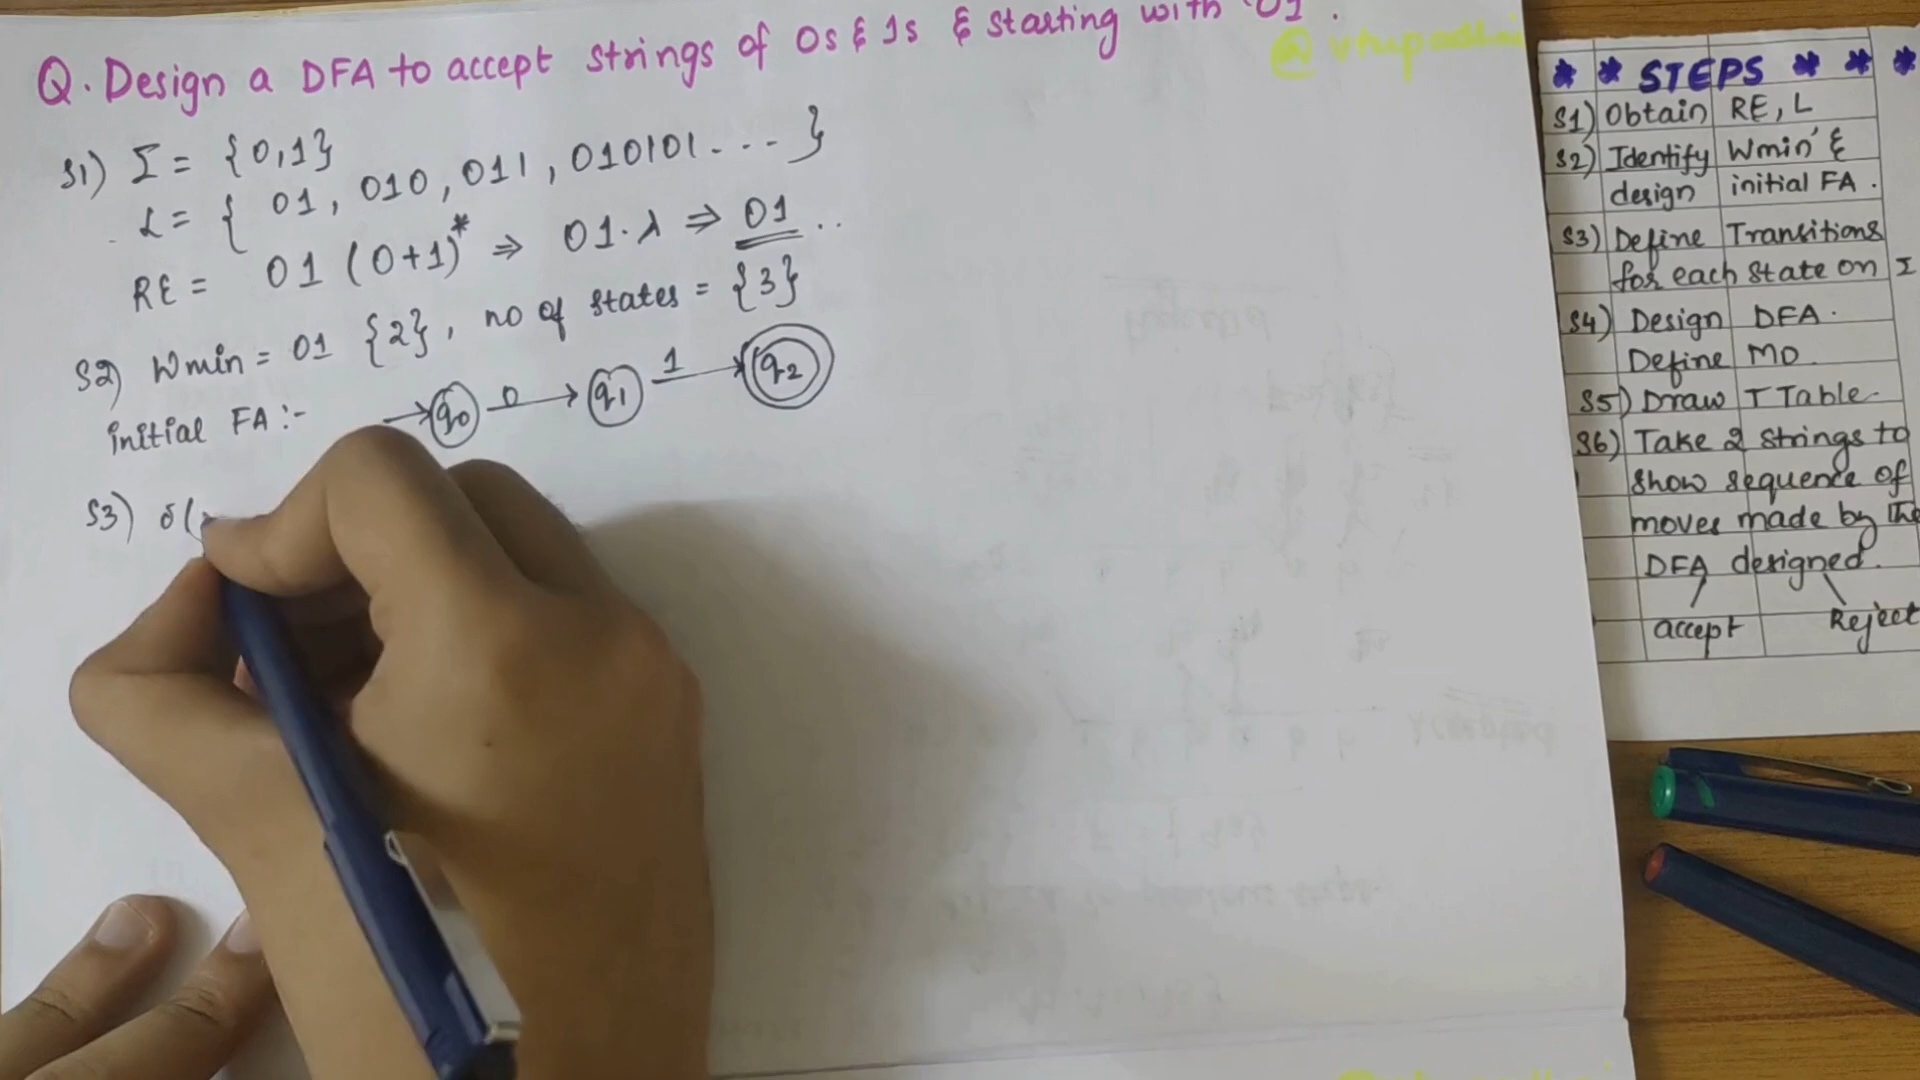 Q. Design a DFA to accept strings of 0s & 1s & starting with '01'.
S1) Σ = {0,1}
L = { 01, 010, 011, 010101.... }
RE = 01 (0+1)* ⇒ 01.λ ⇒ 01 ..
S2) Wmin = 01 {2}, no of states = {3}
initial FA :- → q0 0 → q1 1 → q2
S3) δ(
* * STEPS * * *
S1) Obtain RE, L
S2) Identify Wmin' &
design initial FA.
S3) Define Transitions
for each state on Σ
S4) Design DFA.
Define MD.
S5) Draw T Table.
S6) Take 2 strings to
show sequence of
moves made by the
DFA designed.
accept Reject